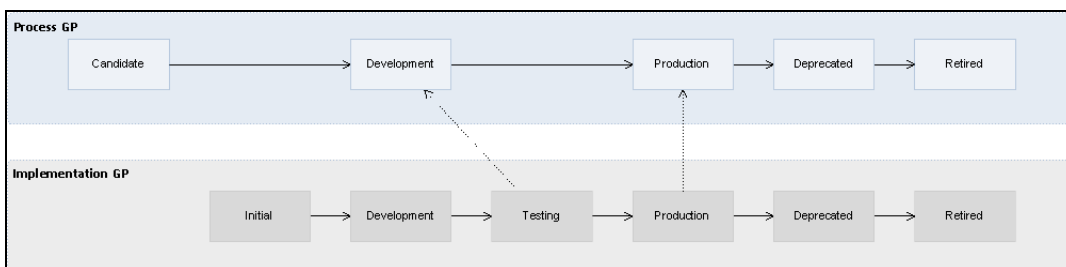 Process GP
Candidate
Development
Production
Deprecated
Retired
Implementation GP
Initial
Development
Testing
Production
Deprecated
Retired